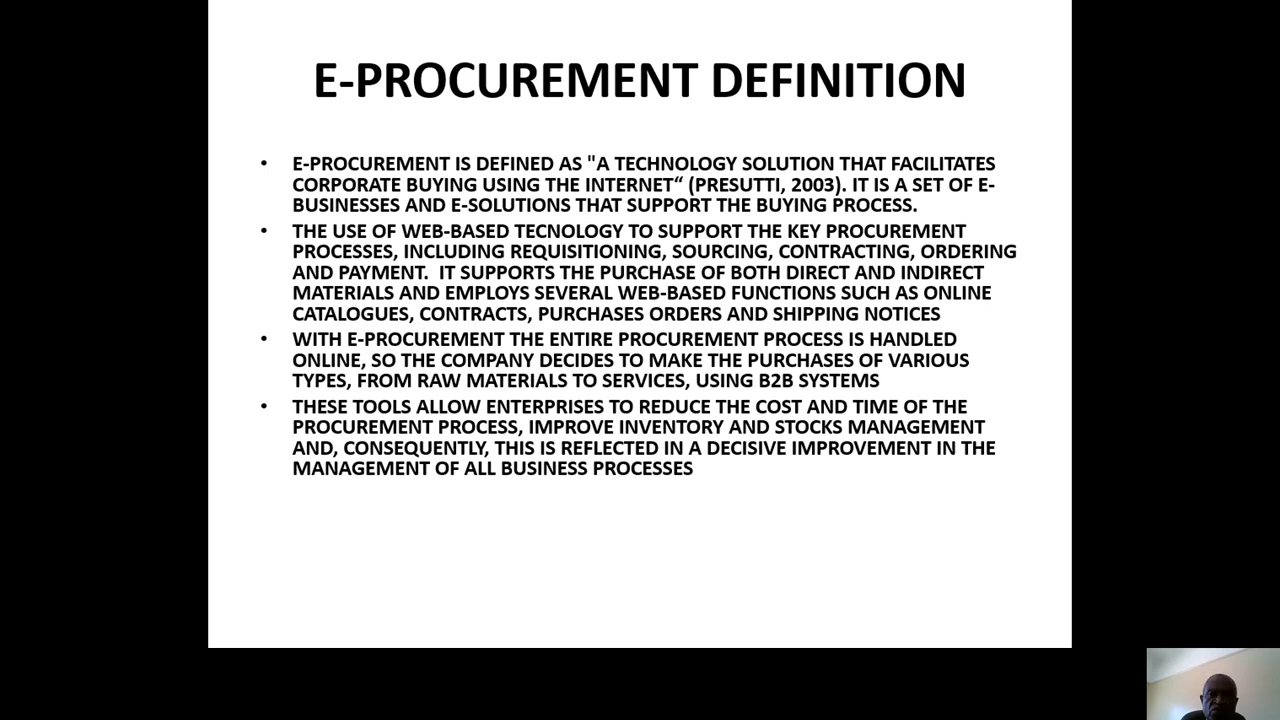 E-PROCUREMENT DEFINITION
• E-PROCUREMENT IS DEFINED AS "A TECHNOLOGY SOLUTION THAT FACILITATES
CORPORATE BUYING USING THE INTERNET“ (PRESUTTI, 2003). IT IS A SET OF E-
BUSINESSES AND E-SOLUTIONS THAT SUPPORT THE BUYING PROCESS.
• THE USE OF WEB-BASED TECNOLOGY TO SUPPORT THE KEY PROCUREMENT
PROCESSES, INCLUDING REQUISITIONING, SOURCING, CONTRACTING, ORDERING
AND PAYMENT.  IT SUPPORTS THE PURCHASE OF BOTH DIRECT AND INDIRECT
MATERIALS AND EMPLOYS SEVERAL WEB-BASED FUNCTIONS SUCH AS ONLINE
CATALOGUES, CONTRACTS, PURCHASES ORDERS AND SHIPPING NOTICES
• WITH E-PROCUREMENT THE ENTIRE PROCUREMENT PROCESS IS HANDLED
ONLINE, SO THE COMPANY DECIDES TO MAKE THE PURCHASES OF VARIOUS
TYPES, FROM RAW MATERIALS TO SERVICES, USING B2B SYSTEMS
• THESE TOOLS ALLOW ENTERPRISES TO REDUCE THE COST AND TIME OF THE
PROCUREMENT PROCESS, IMPROVE INVENTORY AND STOCKS MANAGEMENT
AND, CONSEQUENTLY, THIS IS REFLECTED IN A DECISIVE IMPROVEMENT IN THE
MANAGEMENT OF ALL BUSINESS PROCESSES